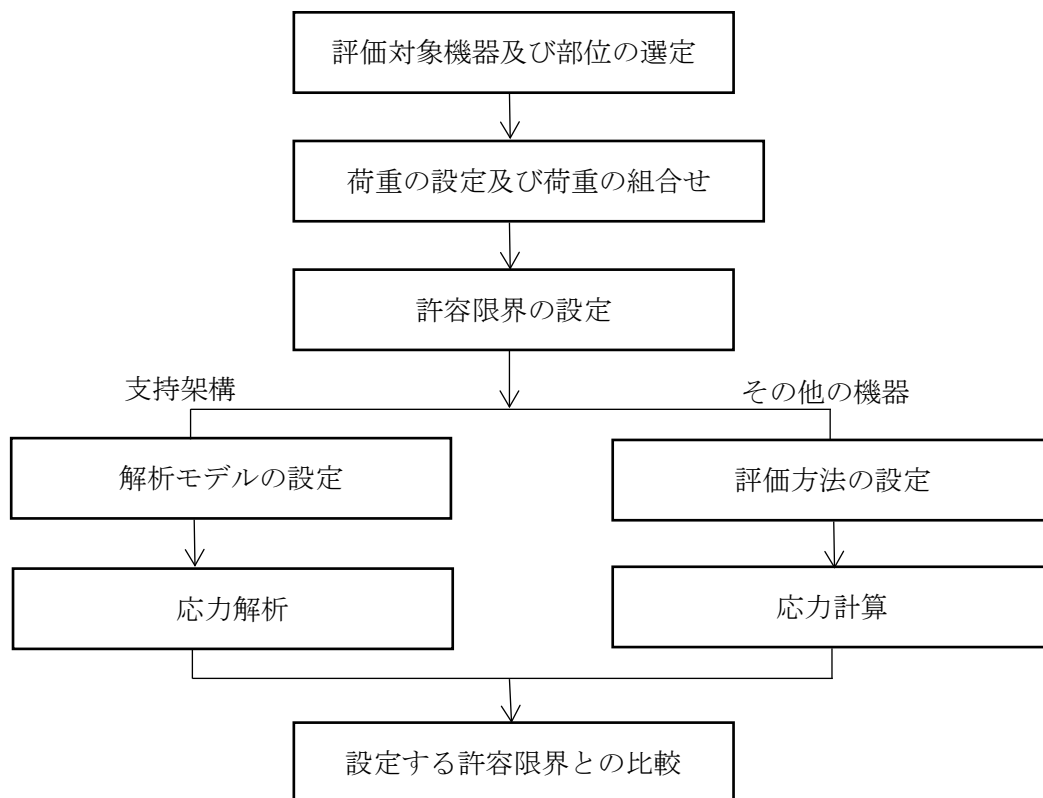 評価対象機器及び部位の選定
荷重の設定及び荷重の組合せ
許容限界の設定
支持架構
その他の機器
解析モデルの設定
評価方法の設定
応力解析
応力計算
設定する許容限界との比較